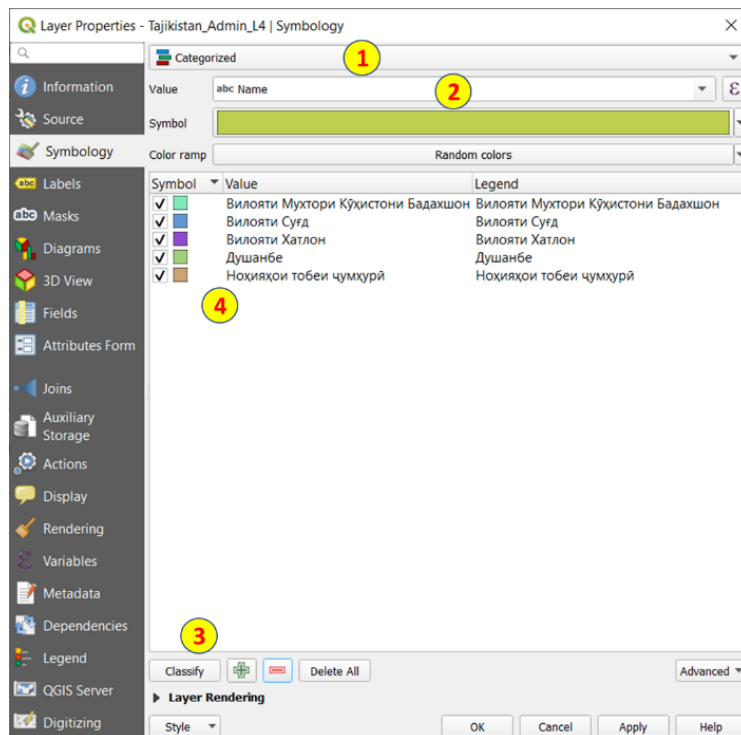 Layer Properties - Tajikistan_Admin_L4 | Symbology
Categorized
1
Value abc Name
2
ε
Symbol
Color ramp Random colors
Information
Source
Symbology
abc Labels
abc Masks
Diagrams
3D View
Fields
Attributes Form
Joins
Auxiliary
Storage
Actions
Display
Rendering
Variables
Metadata
Dependencies
Legend
QGIS Server
Digitizing
Symbol Value Legend
Вилояти Мухтори Кӯҳистони Бадахшон Вилояти Мухтори Кӯҳистони Бадахшон
Вилояти Суғд Вилояти Суғд
Вилояти Хатлон Вилояти Хатлон
Душанбе Душанбе
Ноҳияҳои тобеи ҷумҳурӣ Ноҳияҳои тобеи ҷумҳурӣ
4
3
Classify Delete All Advanced
Layer Rendering
Style OK Cancel Apply Help